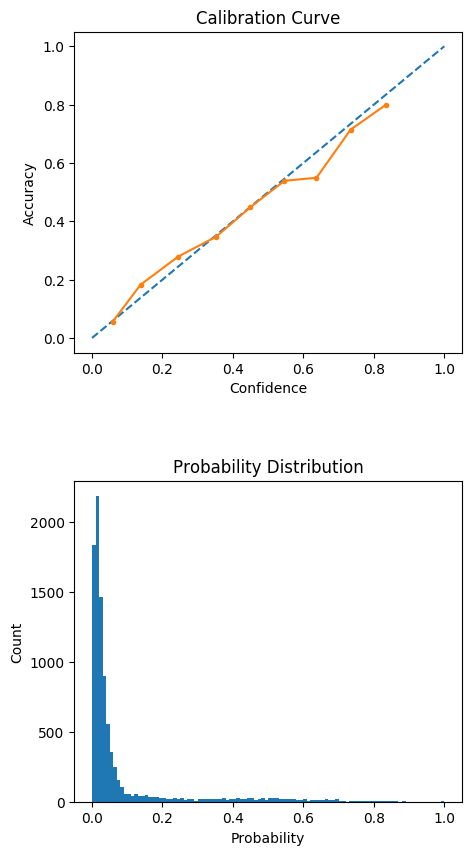 Calibration Curve
1.0
0.8
0.6
0.4
0.2
0.0
Accuracy
0.0 0.2 0.4 0.6 0.8 1.0
Confidence
Probability Distribution
2000
1500
1000
500
0
Count
0.0 0.2 0.4 0.6 0.8 1.0
Probability